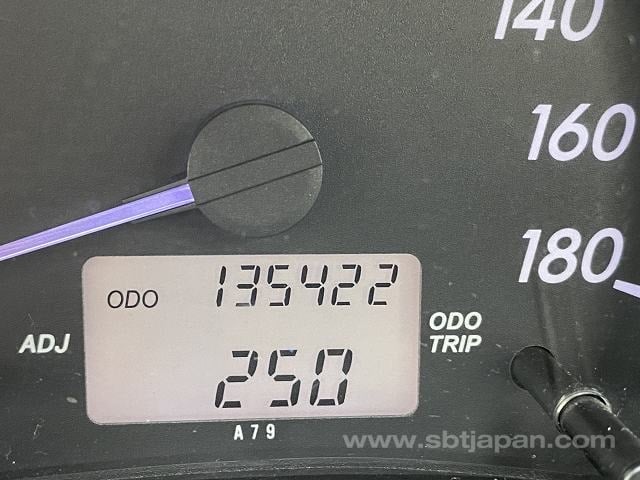 140
160
180
ODO 135422
ADJ
ODO
TRIP
250
A79
www.sbtjapan.com